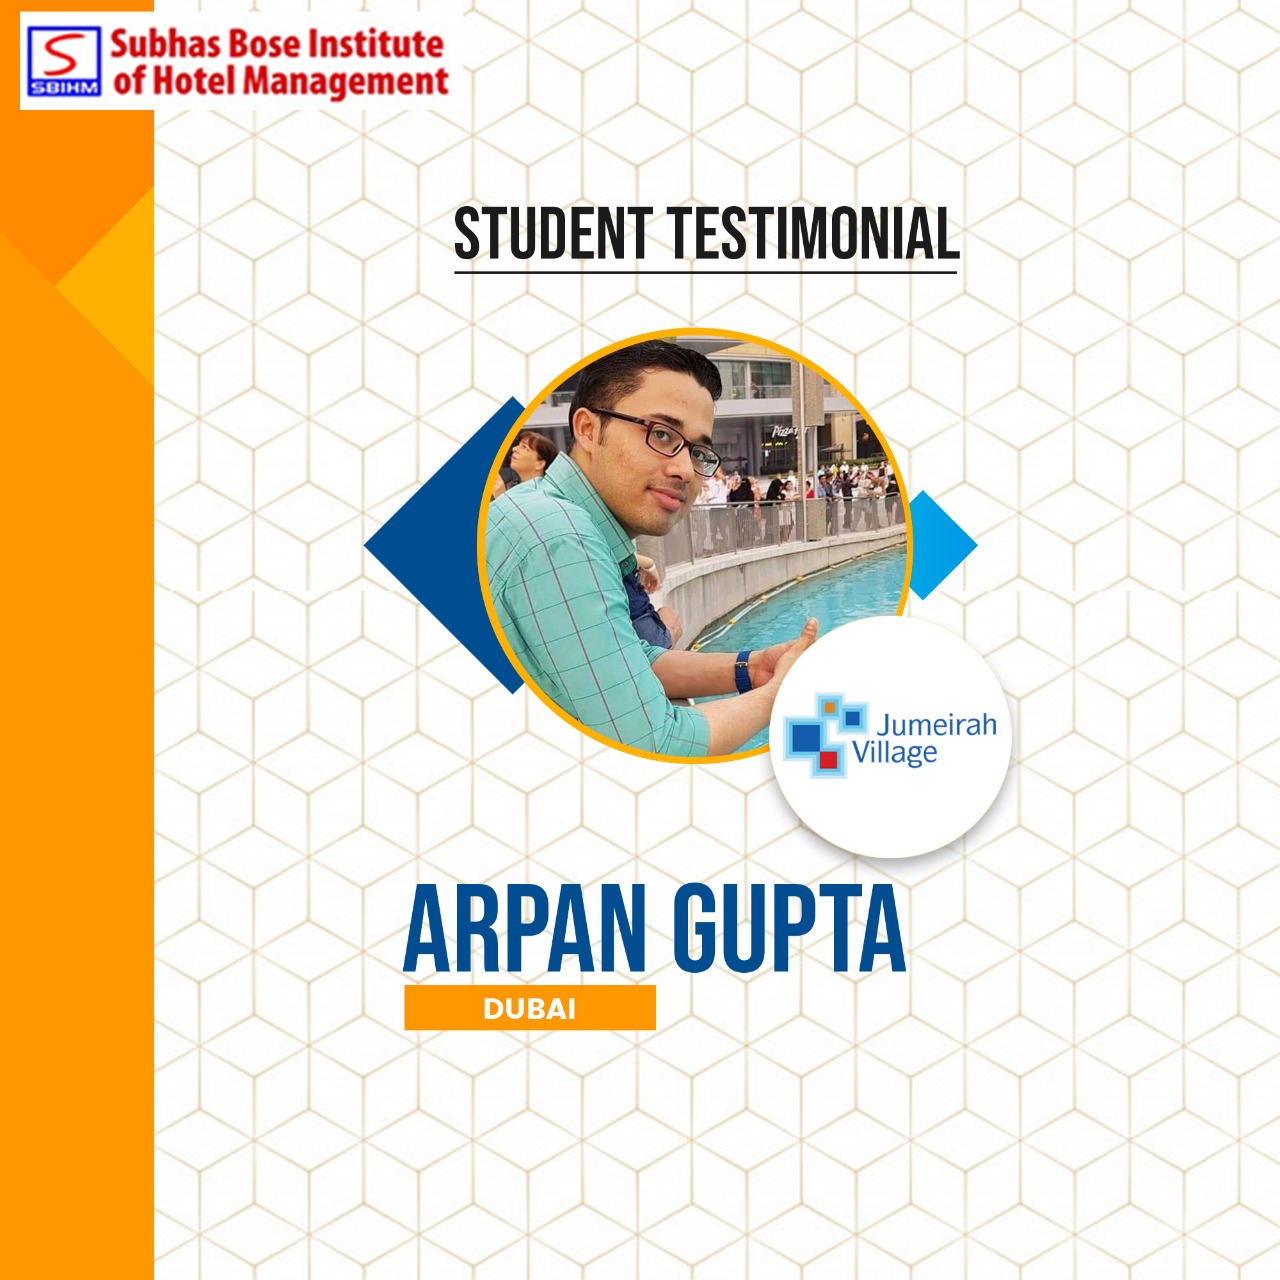 Subhas Bose Institute
of Hotel Management
SBIHM
STUDENT TESTIMONIAL
Jumeirah
Village
ARPAN GUPTA
DUBAI